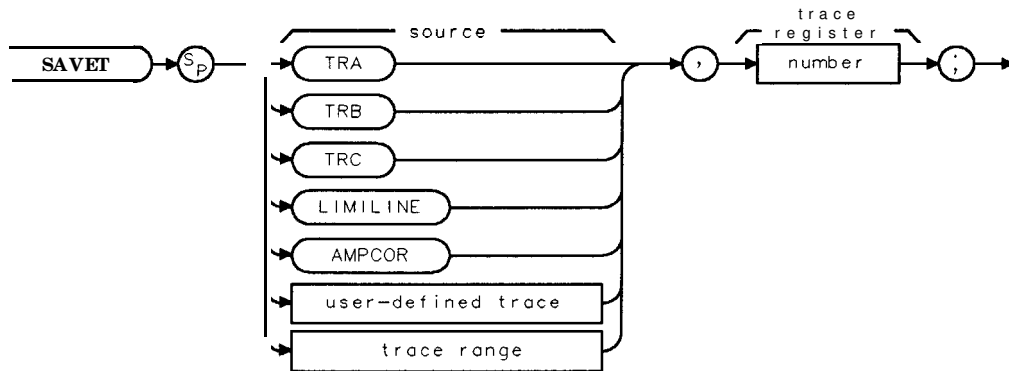 source
trace
register
SAVET
SP
TRA
,
number
;
TRB
TRC
LIMILINE
AMPCOR
user-defined trace
trace range